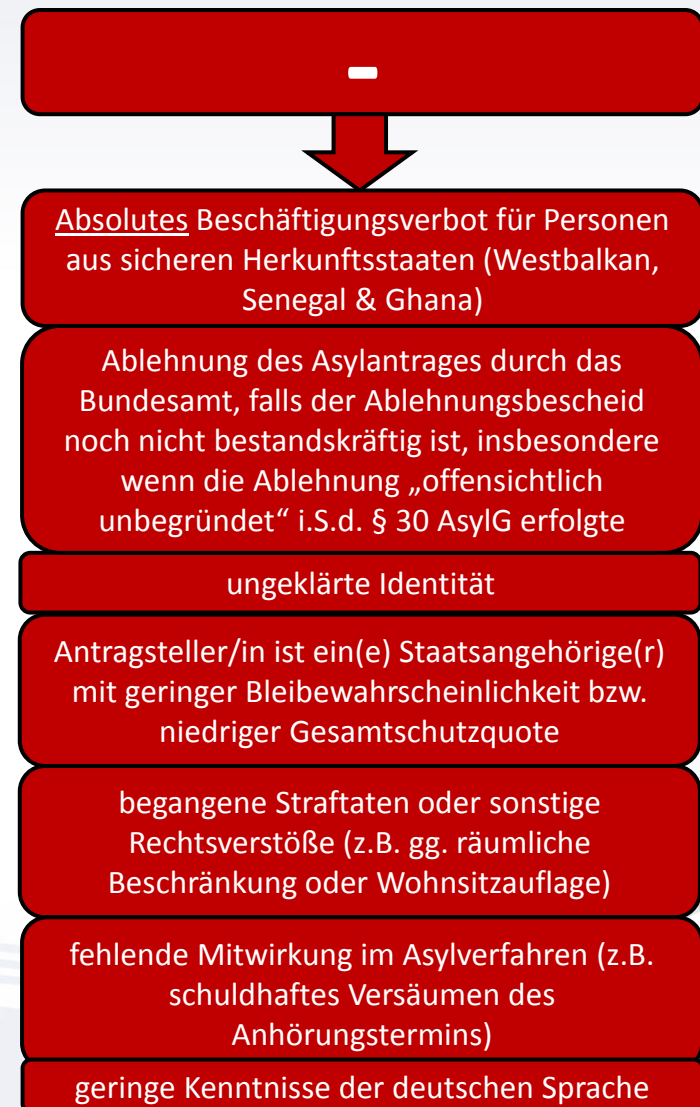 -
Absolutes Beschäftigungsverbot für Personen
aus sicheren Herkunftsstaaten (Westbalkan,
Senegal & Ghana)
Ablehnung des Asylantrages durch das
Bundesamt, falls der Ablehnungsbescheid
noch nicht bestandskräftig ist, insbesondere
wenn die Ablehnung „offensichtlich
unbegründet“ i.S.d. § 30 AsylG erfolgte
ungeklärte Identität
Antragsteller/in ist ein(e) Staatsangehörige(r)
mit geringer Bleibewahrscheinlichkeit bzw.
niedriger Gesamtschutzquote
begangene Straftaten oder sonstige
Rechtsverstöße (z.B. gg. räumliche
Beschränkung oder Wohnsitzauflage)
fehlende Mitwirkung im Asylverfahren (z.B.
schuldhaftes Versäumen des
Anhörungstermins)
geringe Kenntnisse der deutschen Sprache